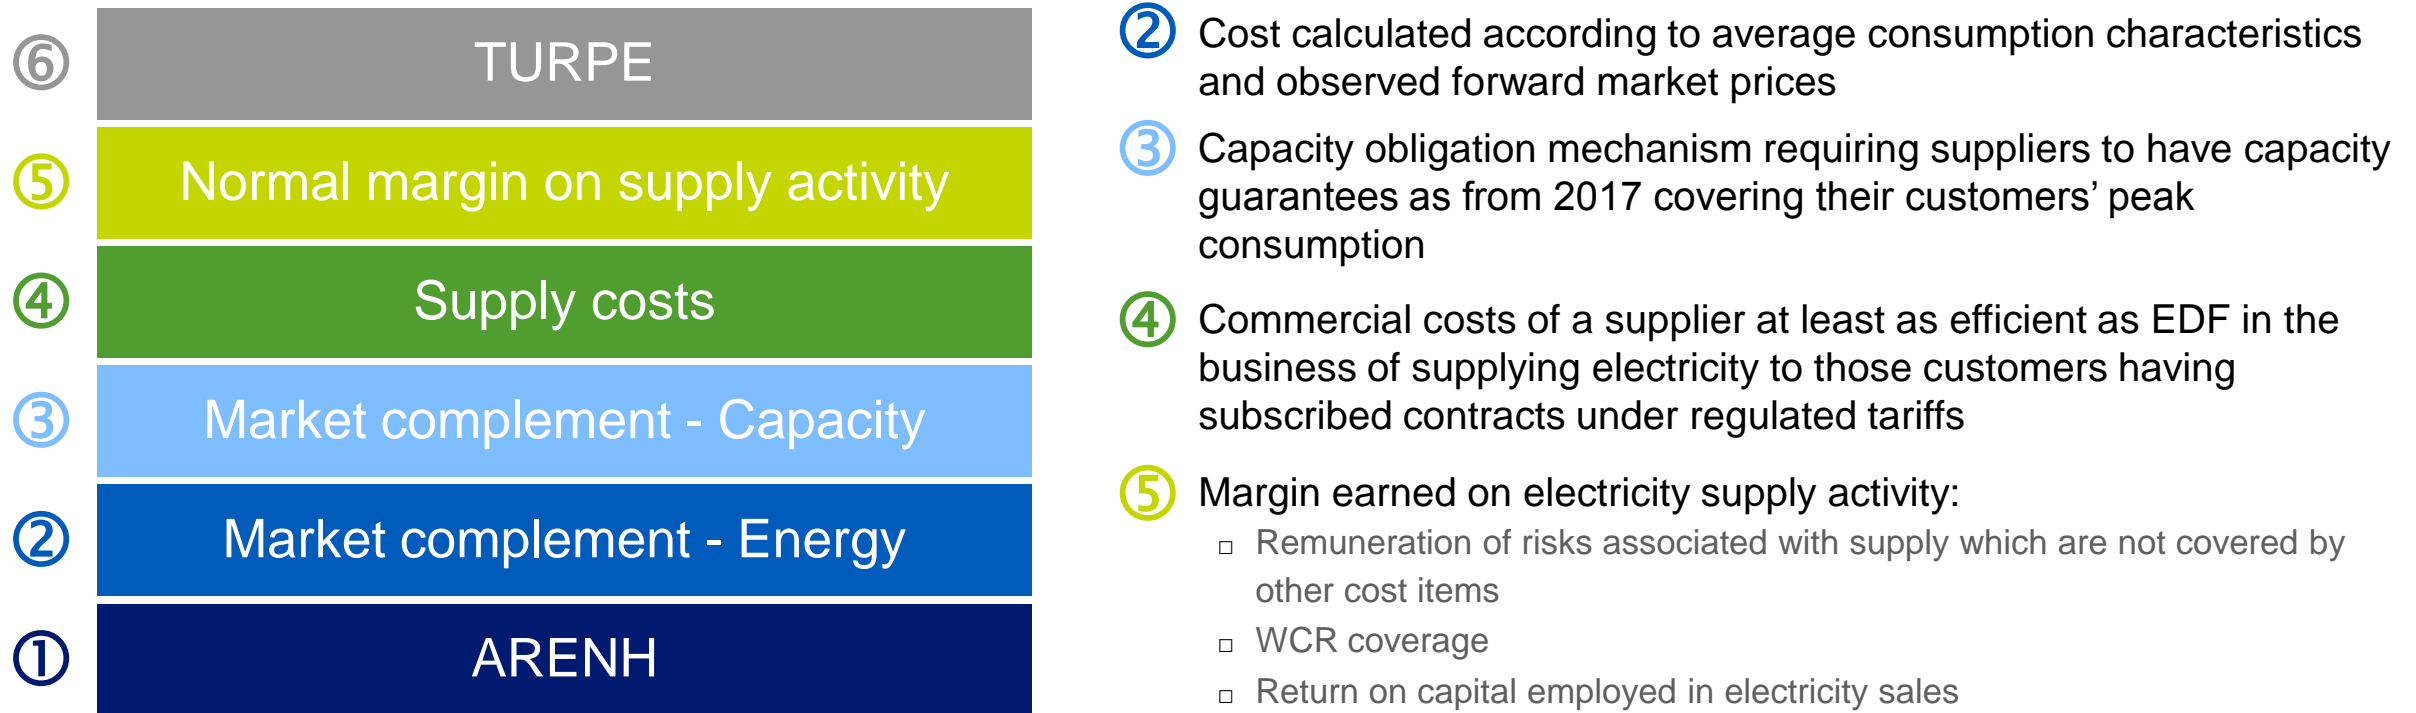 ⑥ TURPE
⑤ Normal margin on supply activity
④ Supply costs
③ Market complement - Capacity
② Market complement - Energy
① ARENH
② Cost calculated according to average consumption characteristics
and observed forward market prices
③ Capacity obligation mechanism requiring suppliers to have capacity
guarantees as from 2017 covering their customers’ peak
consumption
④ Commercial costs of a supplier at least as efficient as EDF in the
business of supplying electricity to those customers having
subscribed contracts under regulated tariffs
⑤ Margin earned on electricity supply activity:
□ Remuneration of risks associated with supply which are not covered by
other cost items
□ WCR coverage
□ Return on capital employed in electricity sales